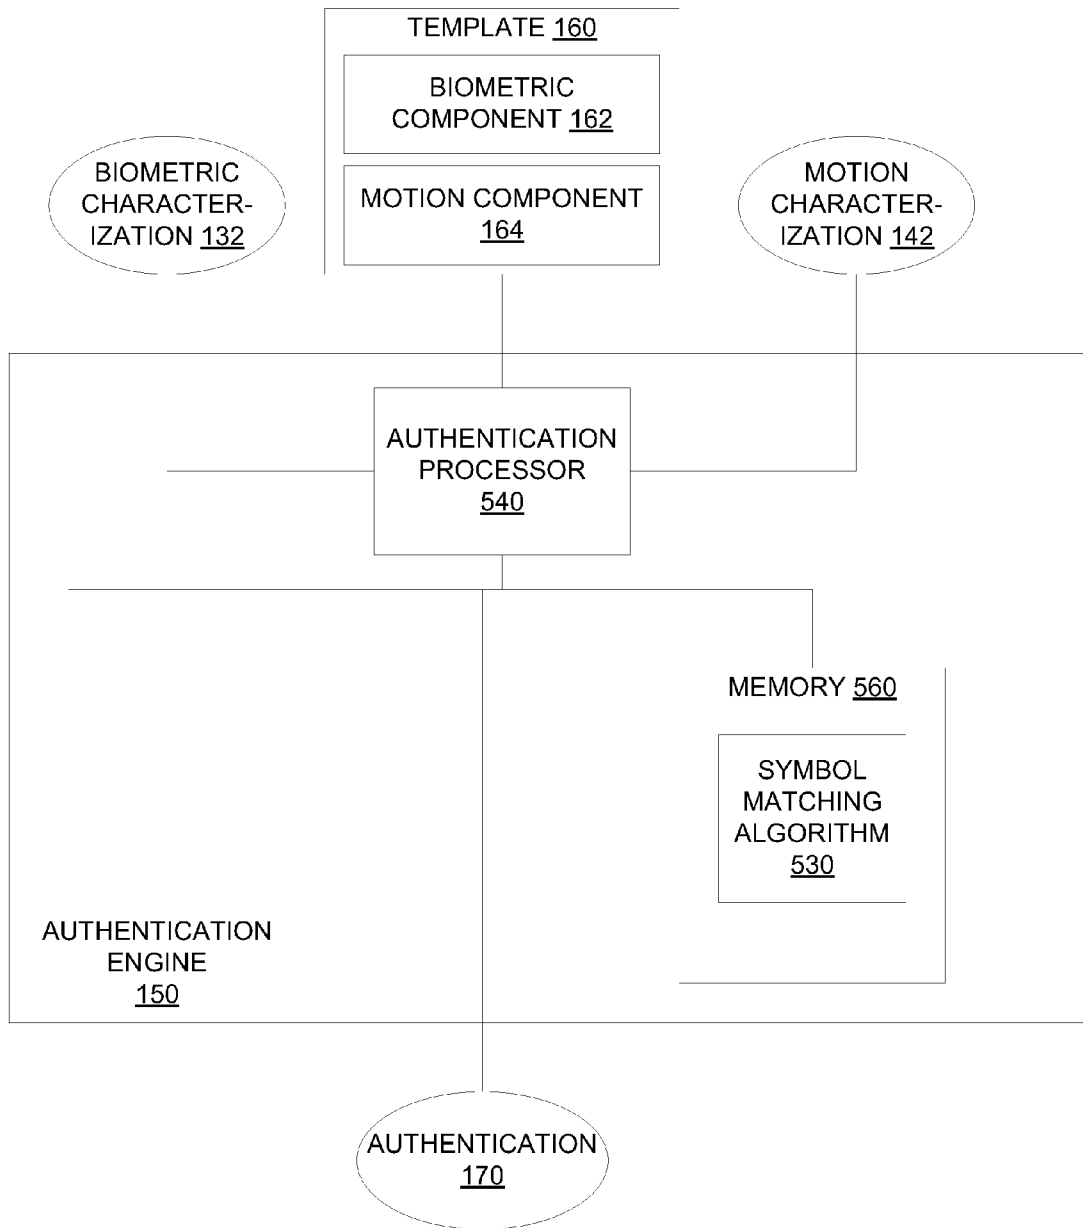 TEMPLATE 160
BIOMETRIC
COMPONENT 162
MOTION COMPONENT
164
BIOMETRIC
CHARACTER-
IZATION 132
MOTION
CHARACTER-
IZATION 142
AUTHENTICATION
PROCESSOR
540
MEMORY 560
SYMBOL
MATCHING
ALGORITHM
530
AUTHENTICATION
ENGINE
150
AUTHENTICATION
170